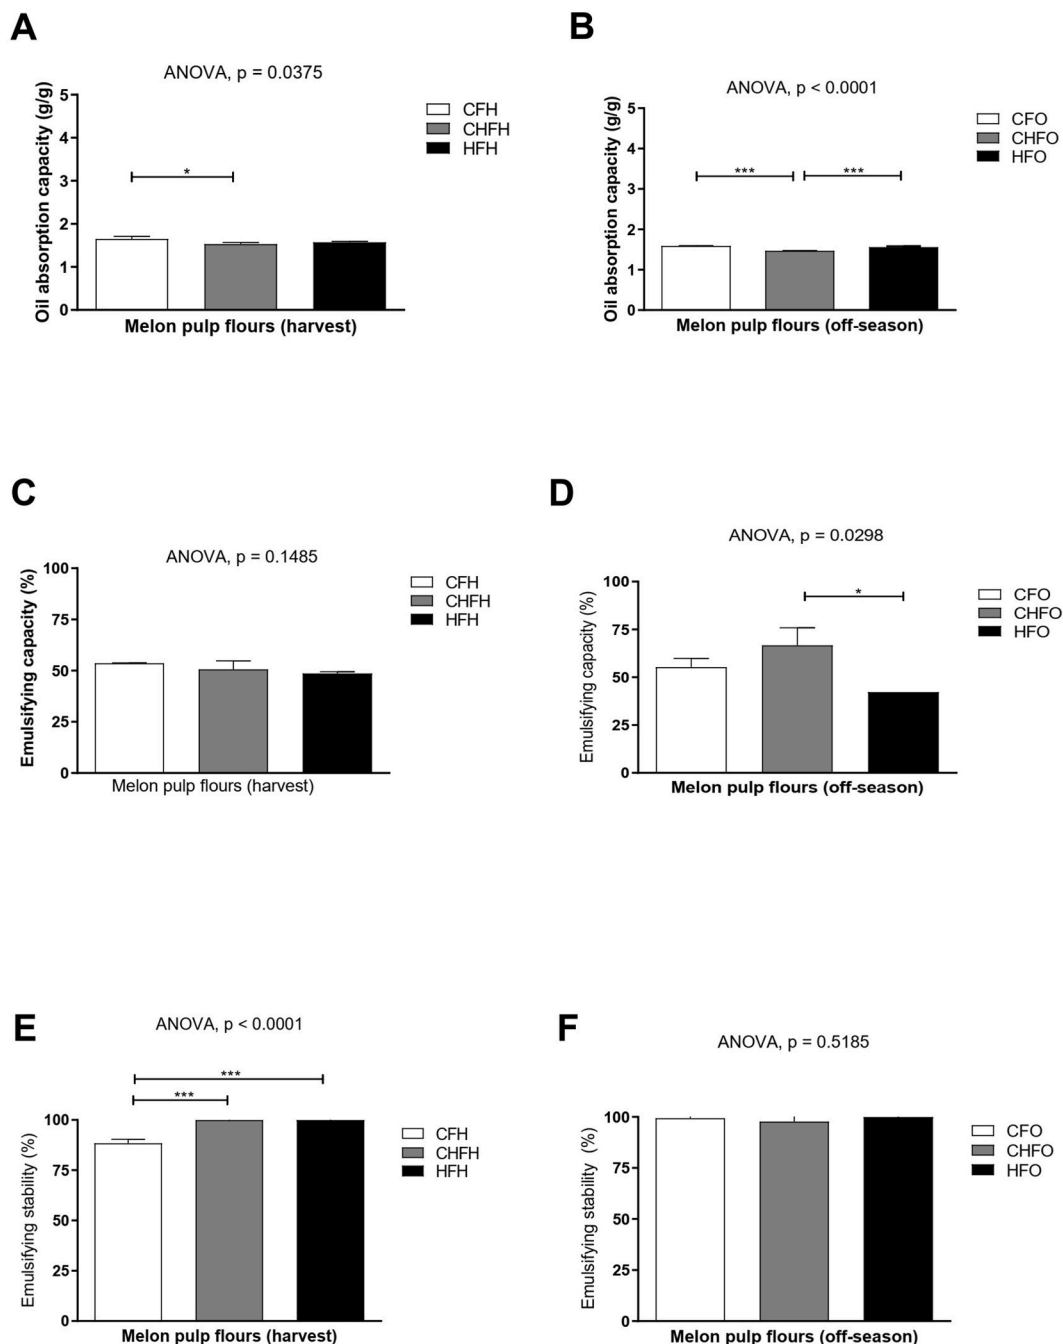 A
ANOVA, p = 0.0375
Oil absorption capacity (g/g)
5
4
3
2
1
0
*
CFH
CHFH
HFH
Melon pulp flours (harvest)
B
ANOVA, p < 0.0001
Oil absorption capacity (g/g)
5
4
3
2
1
0
***
***
CFO
CHFO
HFO
Melon pulp flours (off-season)
C
ANOVA, p = 0.1485
Emulsifying capacity (%)
100
75
50
25
0
CFH
CHFH
HFH
Melon pulp flours (harvest)
D
ANOVA, p = 0.0298
Emulsifying capacity (%)
100
75
50
25
0
*
CFO
CHFO
HFO
Melon pulp flours (off-season)
E
ANOVA, p < 0.0001
Emulsifying stability (%)
***
***
100
75
50
25
0
CFH
CHFH
HFH
Melon pulp flours (harvest)
F
ANOVA, p = 0.5185
Emulsifying stability (%)
100
75
50
25
0
CFO
CHFO
HFO
Melon pulp flours (off-season)